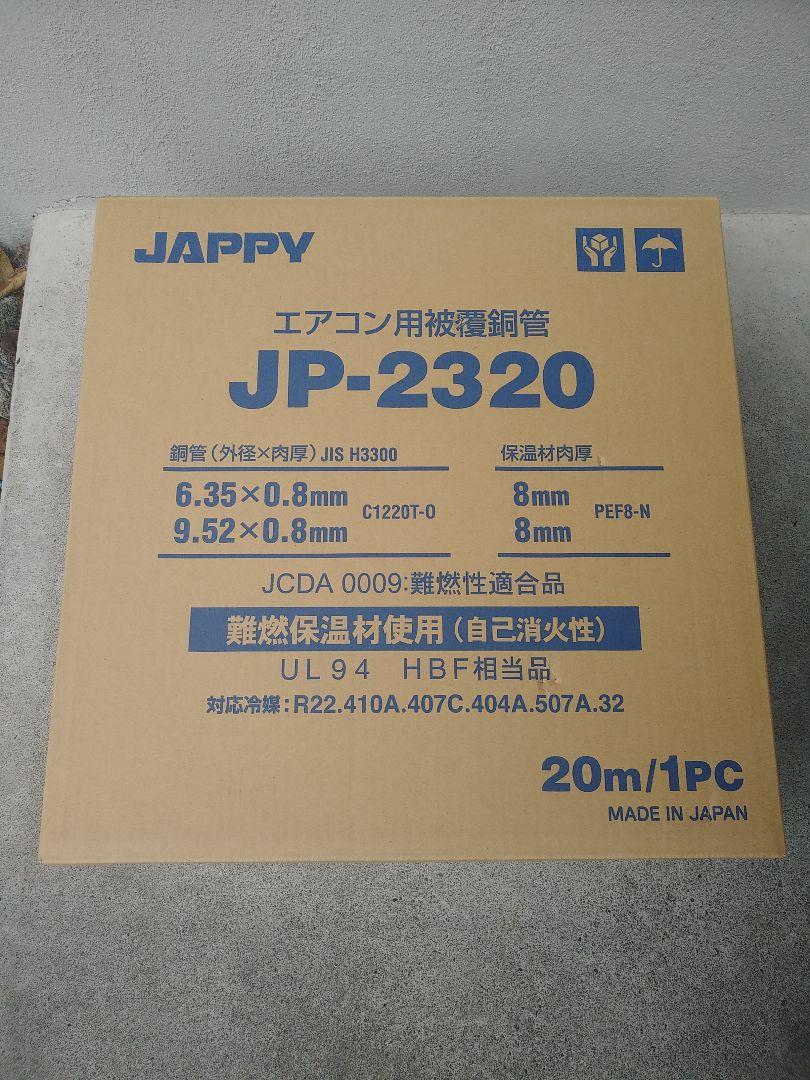 JAPPY
エアコン用被覆銅管
JP-2320
銅管(外径×肉厚)JIS H3300
6.35×0.8mm
9.52×0.8mm
C1220T-O
保温材肉厚
8mm
8mm
PEF8-N
JCDA 0009:難燃性適合品
難燃保温材使用(自己消火性)
UL94 HBF相当品
対応冷媒:R22.410A.407C.404A.507A.32
20m/1PC
MADE IN JAPAN